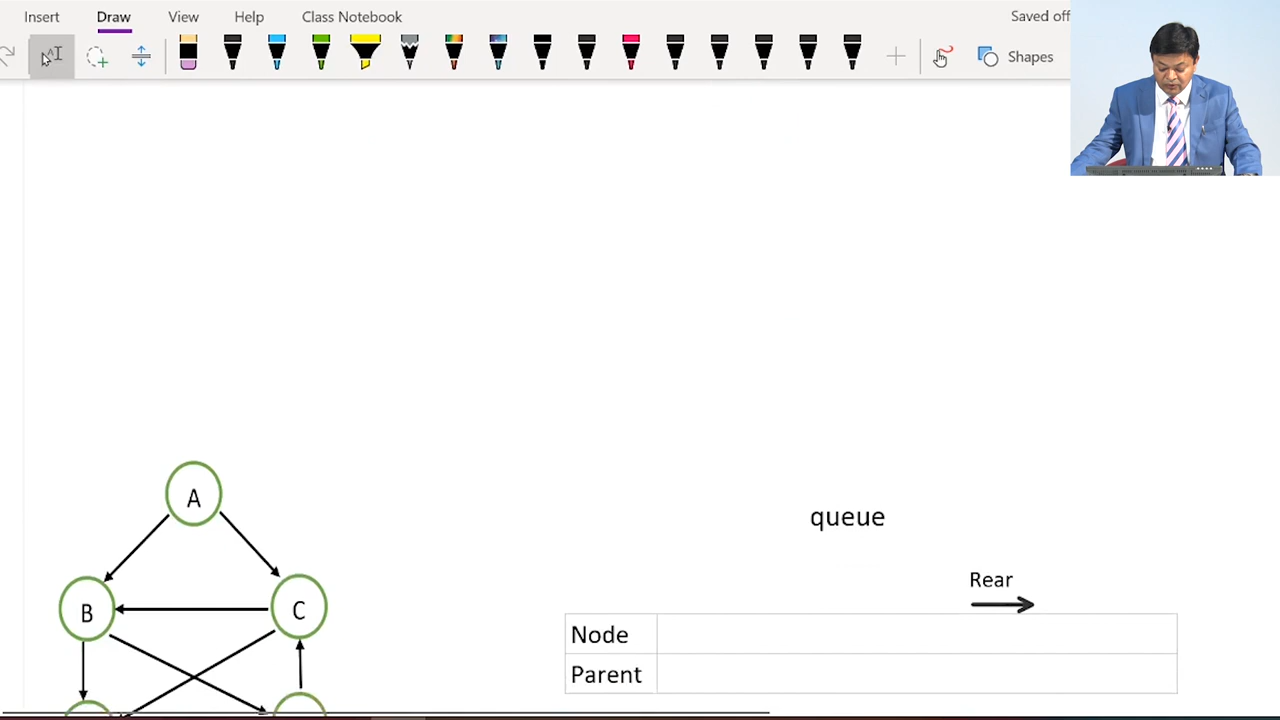 Insert Draw View Help Class Notebook Saved off
Shapes
A
queue
Rear
B C
Node
Parent